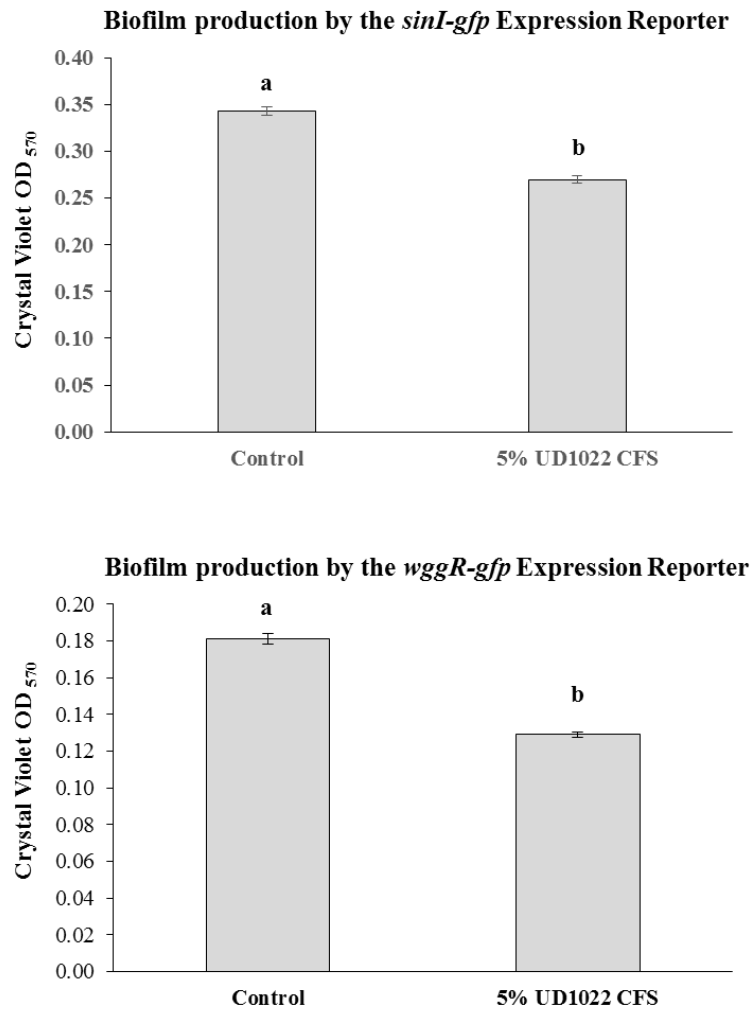 Biofilm production by the sinI-gfp Expression Reporter
0.40
a
0.35
b
0.30
0.25
0.20
0.15
0.10
0.05
0.00
Crystal Violet OD 570
Control 5% UD1022 CFS
Biofilm production by the wggR-gfp Expression Reporter
0.20
a
0.18
b
0.16
0.14
0.12
0.10
0.08
0.06
0.04
0.02
0.00
Crystal Violet OD 570
Control 5% UD1022 CFS